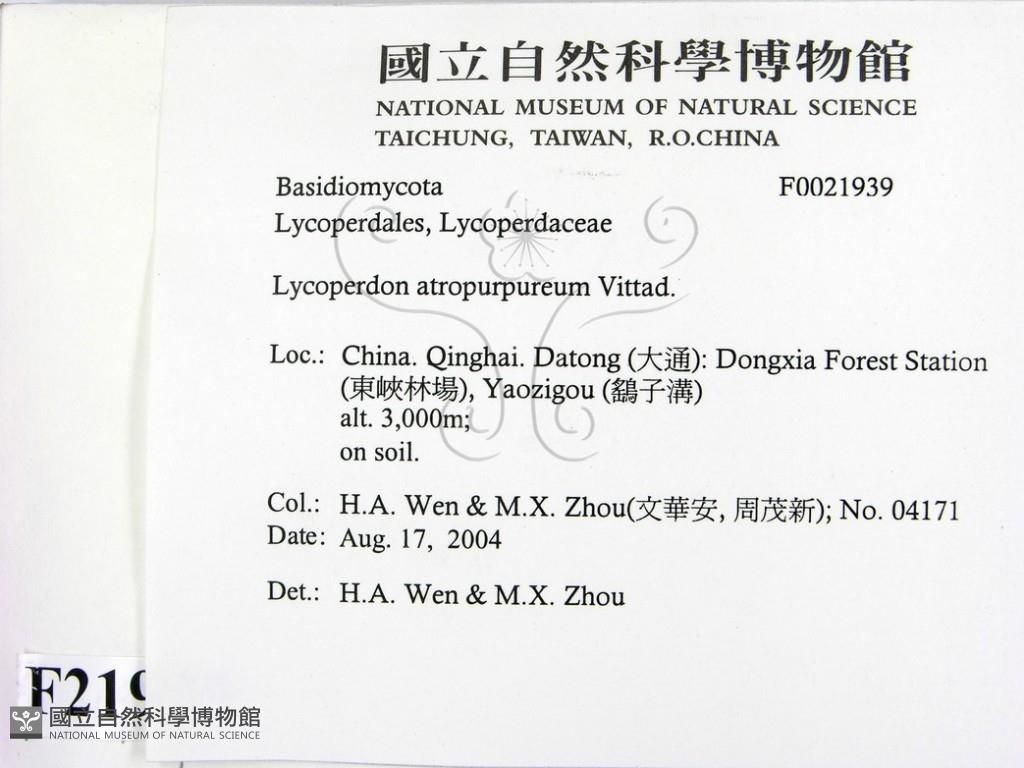 國立自然科學博物館
NATIONAL MUSEUM OF NATURAL SCIENCE
TAICHUNG, TAIWAN, R.O.CHINA
Basidiomycota F0021939
Lycoperdales, Lycoperdaceae
Lycoperdon atropurpureum Vittad.
Loc.: China. Qinghai. Datong (大通): Dongxia Forest Station
(東峽林場), Yaozigou (鷂子溝)
alt. 3,000m;
on soil.
Col.: H.A. Wen & M.X. Zhou(文華安, 周茂新); No. 04171
Date: Aug. 17, 2004
Det.: H.A. Wen & M.X. Zhou
F219
國立自然科學博物館
NATIONAL MUSEUM OF NATURAL SCIENCE